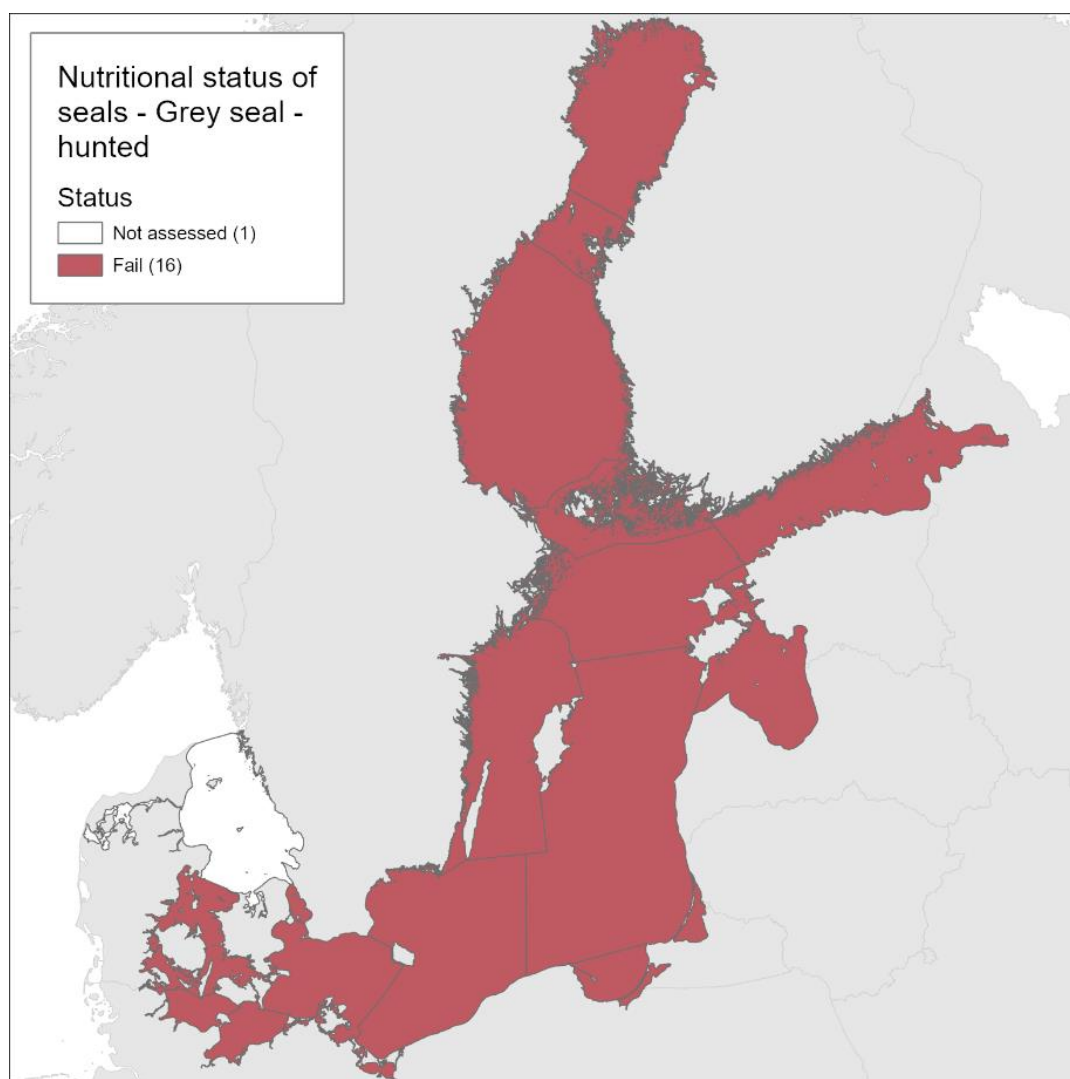 Nutritional status of
seals - Grey seal -
hunted
Status
Not assessed (1)
Fail (16)